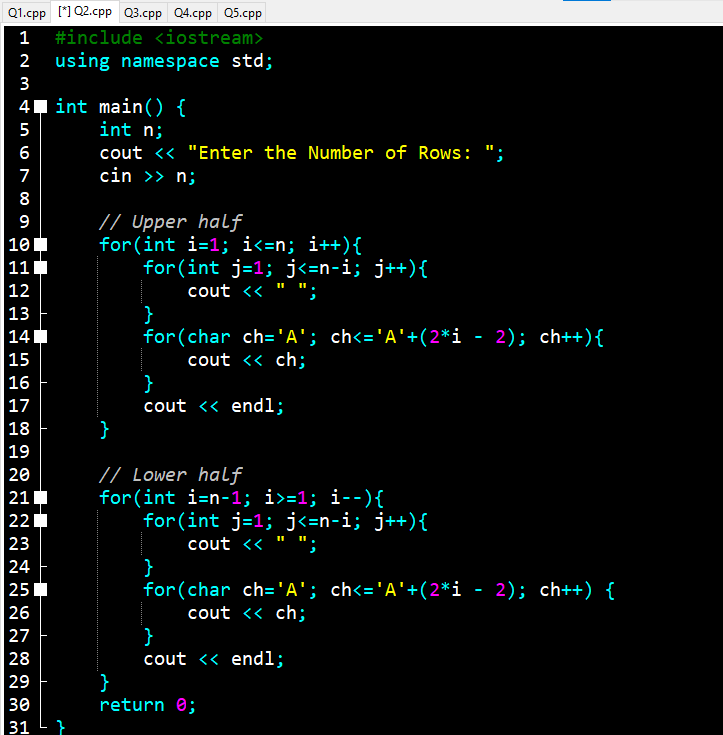 Q1.cpp [*] Q2.cpp Q3.cpp Q4.cpp Q5.cpp
1 #include <iostream>
2 using namespace std;
3
4 int main() {
5     int n;
6     cout << "Enter the Number of Rows: ";
7     cin >> n;
8
9     // Upper half
10     for(int i=1; i<=n; i++){
11         for(int j=1; j<=n-i; j++){
12             cout << " ";
13         }
14         for(char ch='A'; ch<='A'+(2*i - 2); ch++){
15             cout << ch;
16         }
17         cout << endl;
18     }
19
20     // Lower half
21     for(int i=n-1; i>=1; i--){
22         for(int j=1; j<=n-i; j++){
23             cout << " ";
24         }
25         for(char ch='A'; ch<='A'+(2*i - 2); ch++) {
26             cout << ch;
27         }
28         cout << endl;
29     }
30     return 0;
31 }